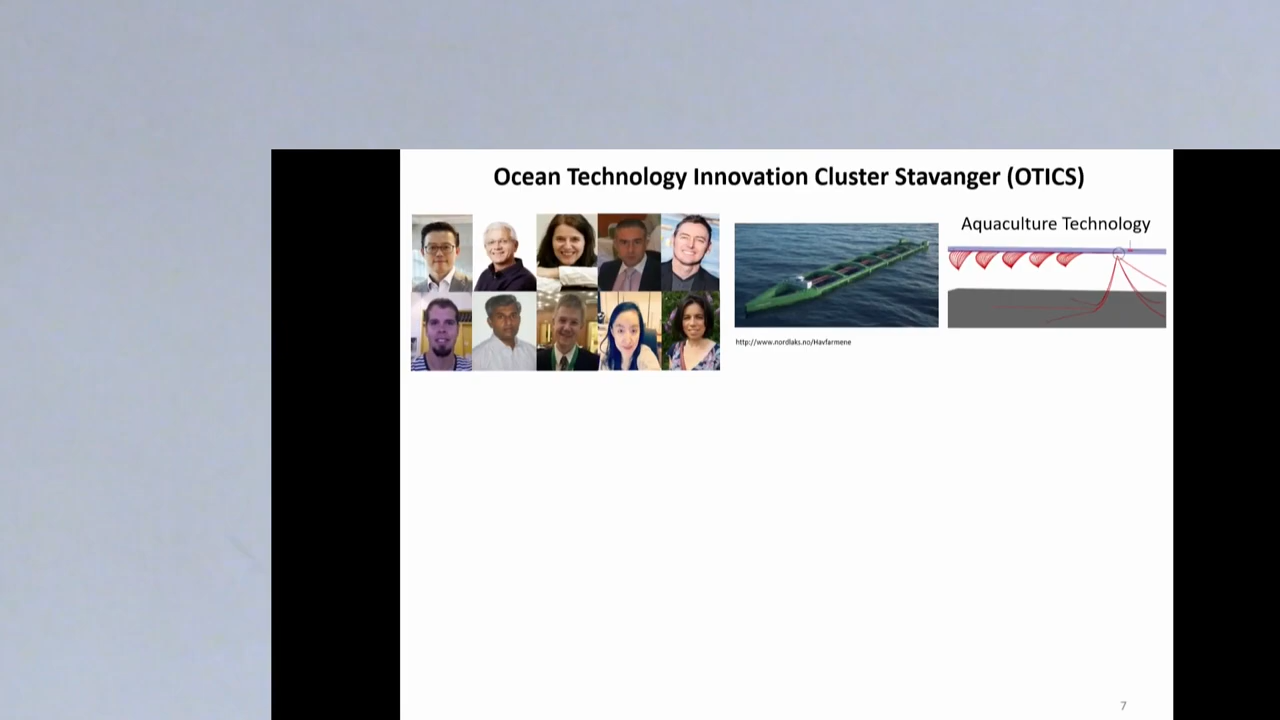 Ocean Technology Innovation Cluster Stavanger (OTICS)
Aquaculture Technology
http://www.nordlaks.no/Havfarmene
7